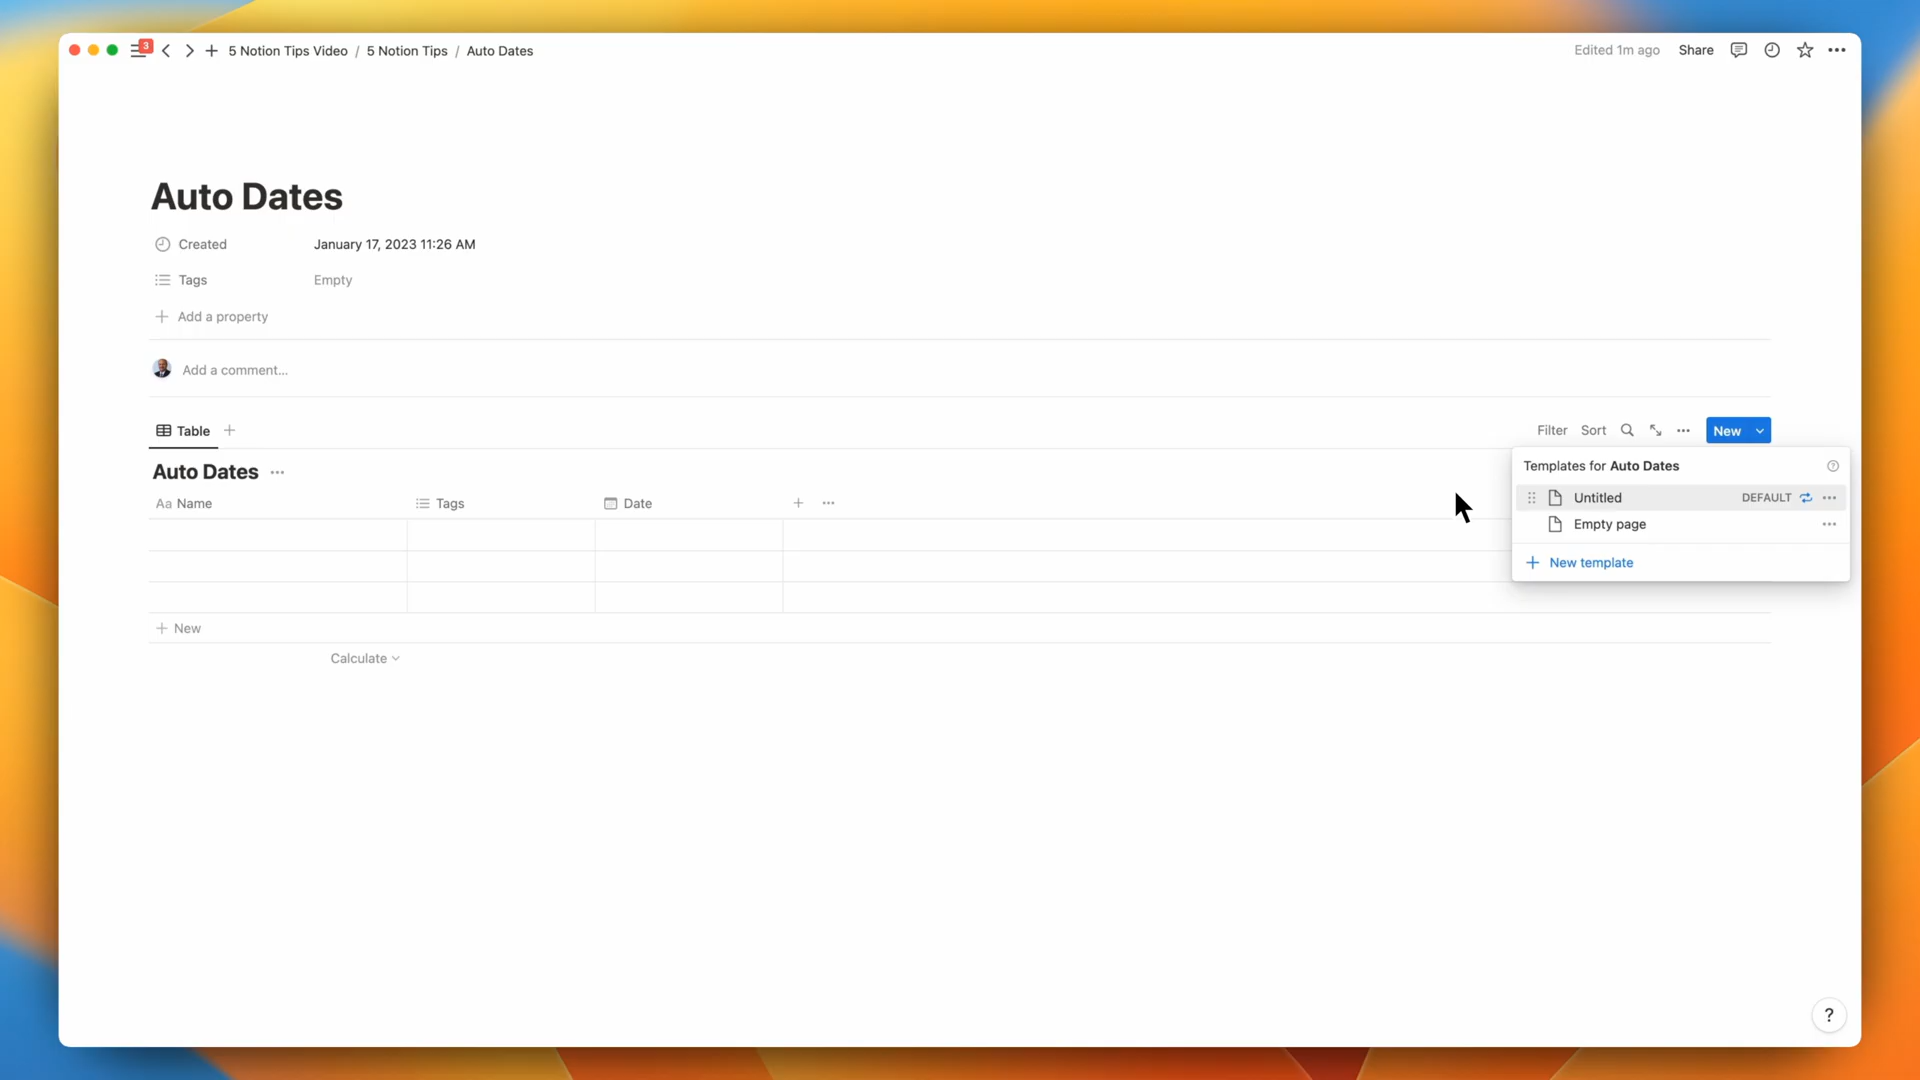 3
5 Notion Tips Video / 5 Notion Tips / Auto Dates
Edited 1m ago Share
Auto Dates
Created January 17, 2023 11:26 AM
Tags Empty
Add a property
Add a comment...
Table
Filter Sort New
Templates for Auto Dates
Auto Dates
Aa Name Tags Date
Untitled DEFAULT
Empty page
New template
New
Calculate
?